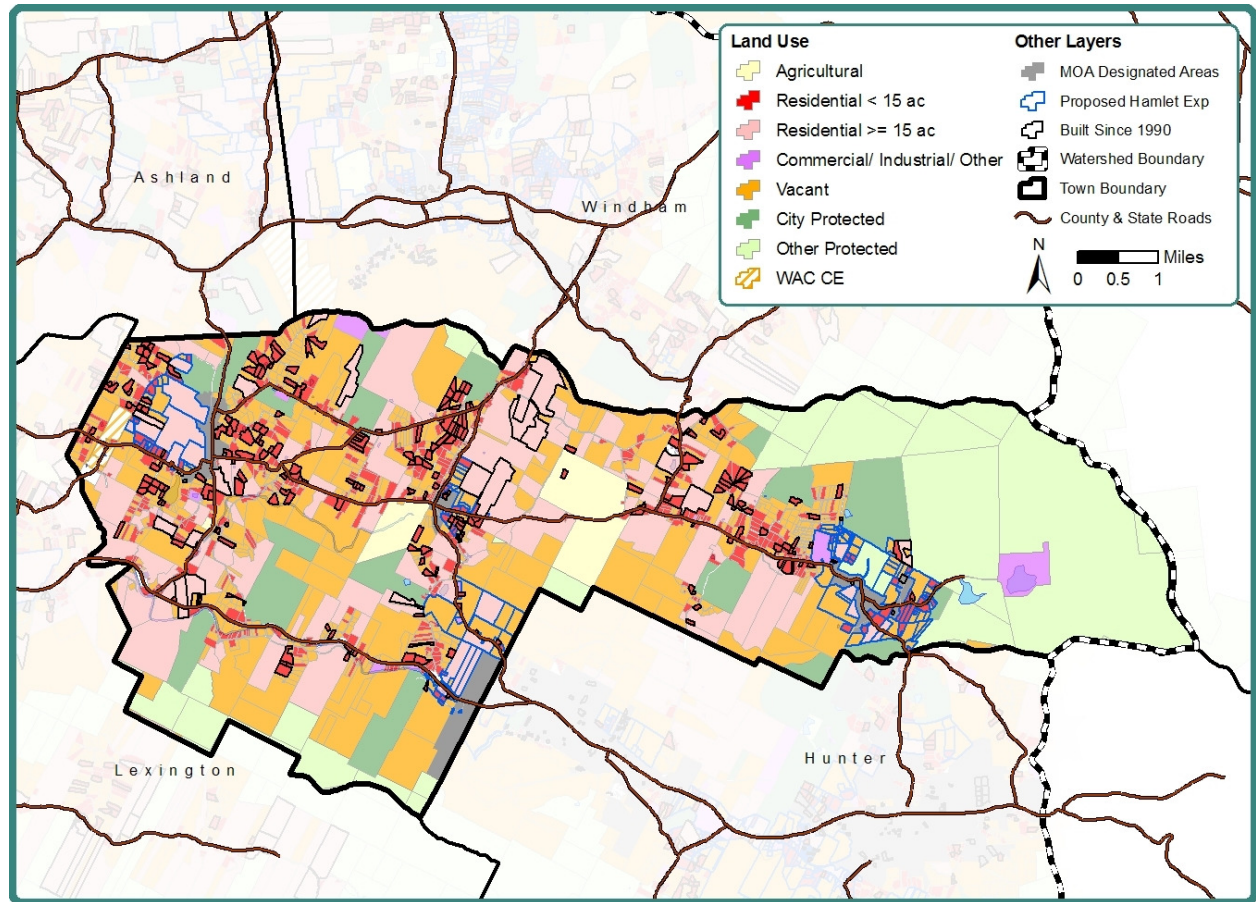 Land Use
Agricultural
Residential < 15 ac
Residential >= 15 ac
Commercial/ Industrial/ Other
Vacant
City Protected
Other Protected
WAC CE
Other Layers
MOA Designated Areas
Proposed Hamlet Exp
Built Since 1990
Watershed Boundary
Town Boundary
County & State Roads
N
Miles
0 0.5 1
Ashland
Windham
Lexington
Hunter